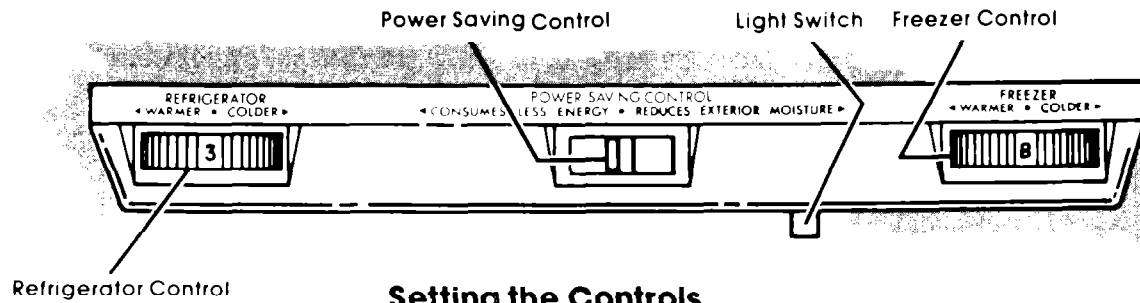 Power Saving Control Light Switch Freezer Control
REFRIGERATOR
◄ WARMER • COLDER ►
POWER SAVING CONTROL
◄ CONSUMES LESS ENERGY • REDUCES EXTERIOR MOISTURE ►
FREEZER
◄ WARMER • COLDER ►
3
B
Refrigerator Control
Setting the Controls